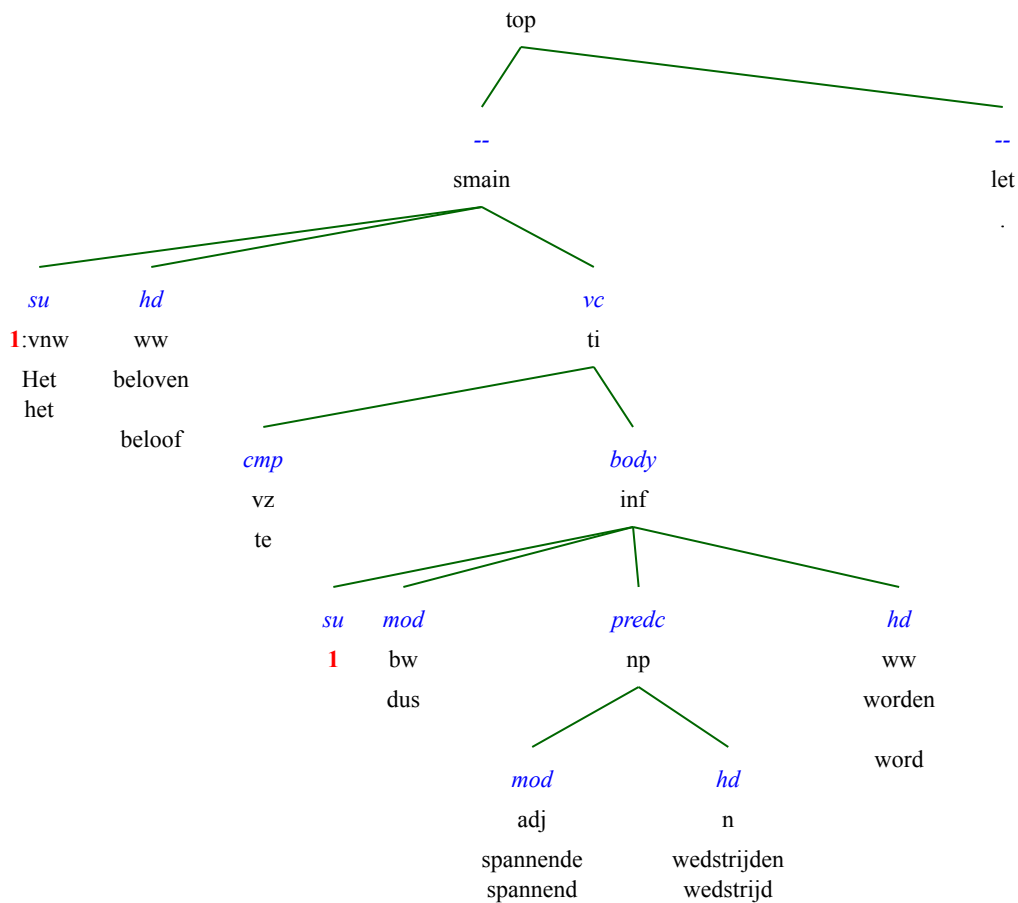 top
-- --
smain let
.
su hd vc
1:vnw ww ti
Het beloven
het
beloof
cmp body
vz inf
te
su mod predc hd
1 bw np ww
dus worden
word
mod hd
adj n
spannende wedstrijden
spannend wedstrijd